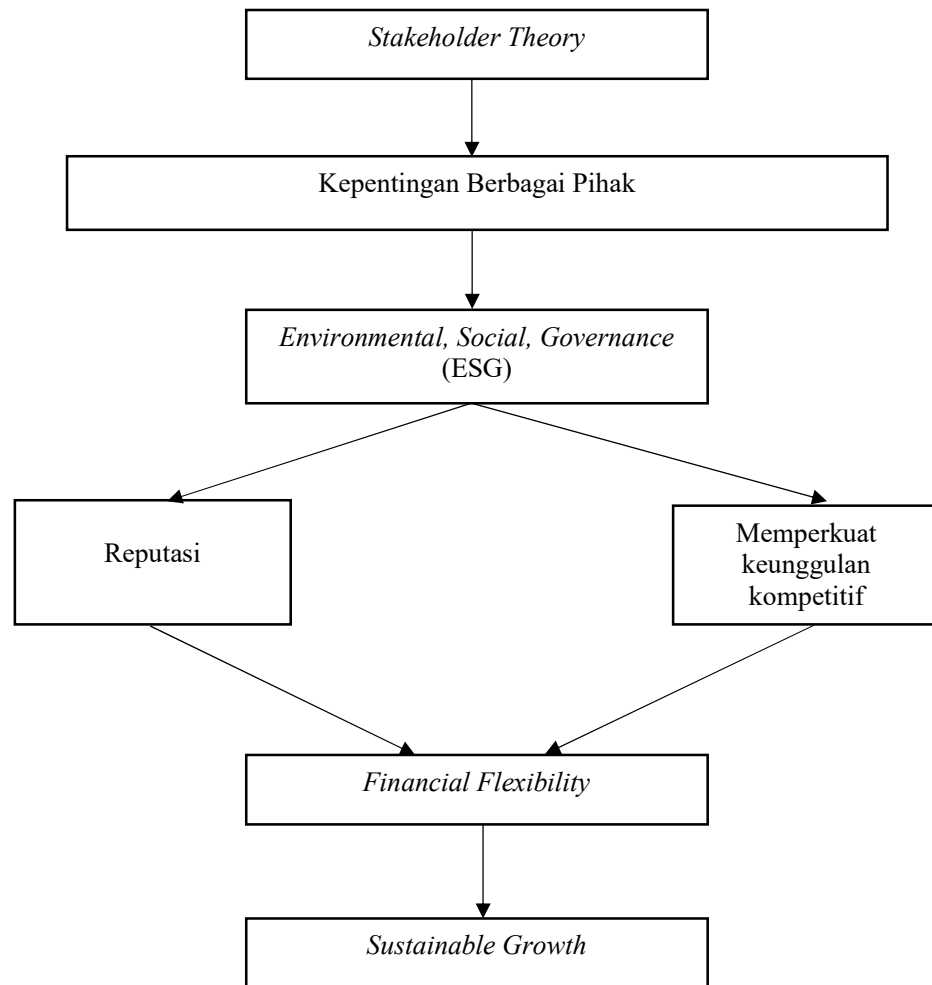 Stakeholder Theory
Kepentingan Berbagai Pihak
Environmental, Social, Governance
(ESG)
Reputasi
Memperkuat
keunggulan
kompetitif
Financial Flexibility
Sustainable Growth